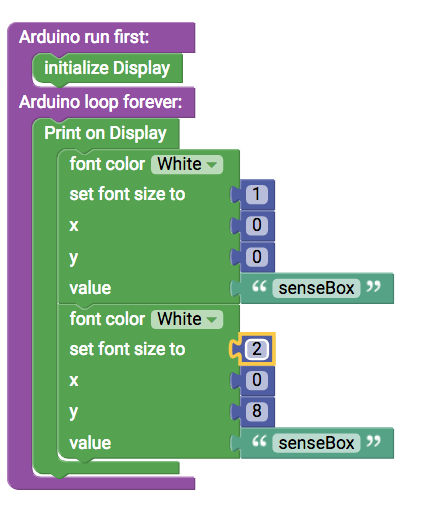 Arduino run first:
initialize Display
Arduino loop forever:
Print on Display
font color White
set font size to 1
x 0
y 0
value “ senseBox ”
font color White
set font size to 2
x 0
y 8
value “ senseBox ”